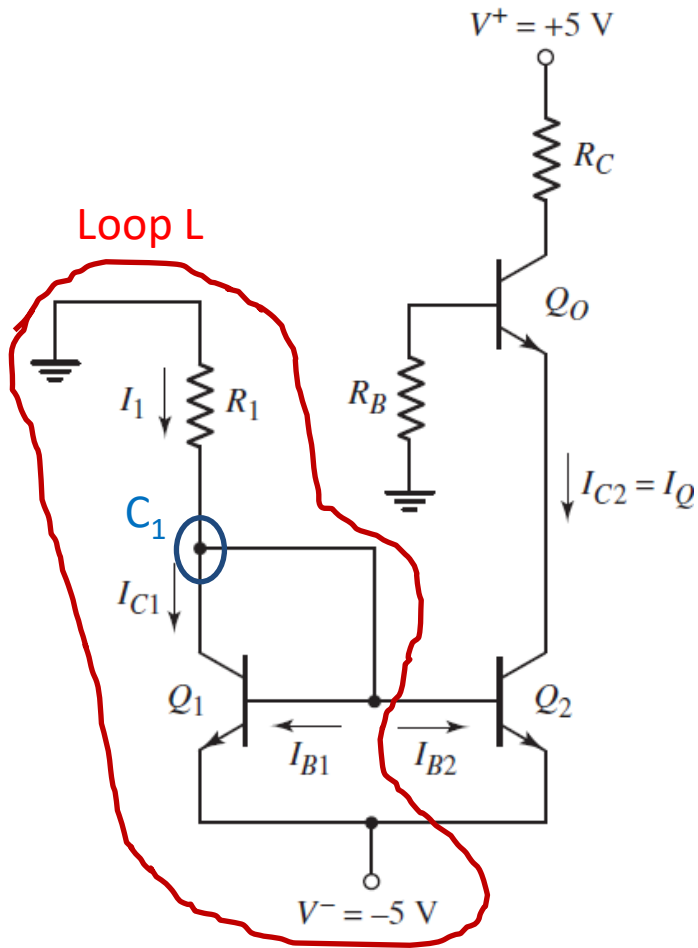 V⁺ = +5 V
R_C
Loop L
Q_O
I₁
R₁
R_B
I_C2 = I_Q
C₁
I_C1
Q₁
Q₂
I_B1
I_B2
V⁻ = –5 V